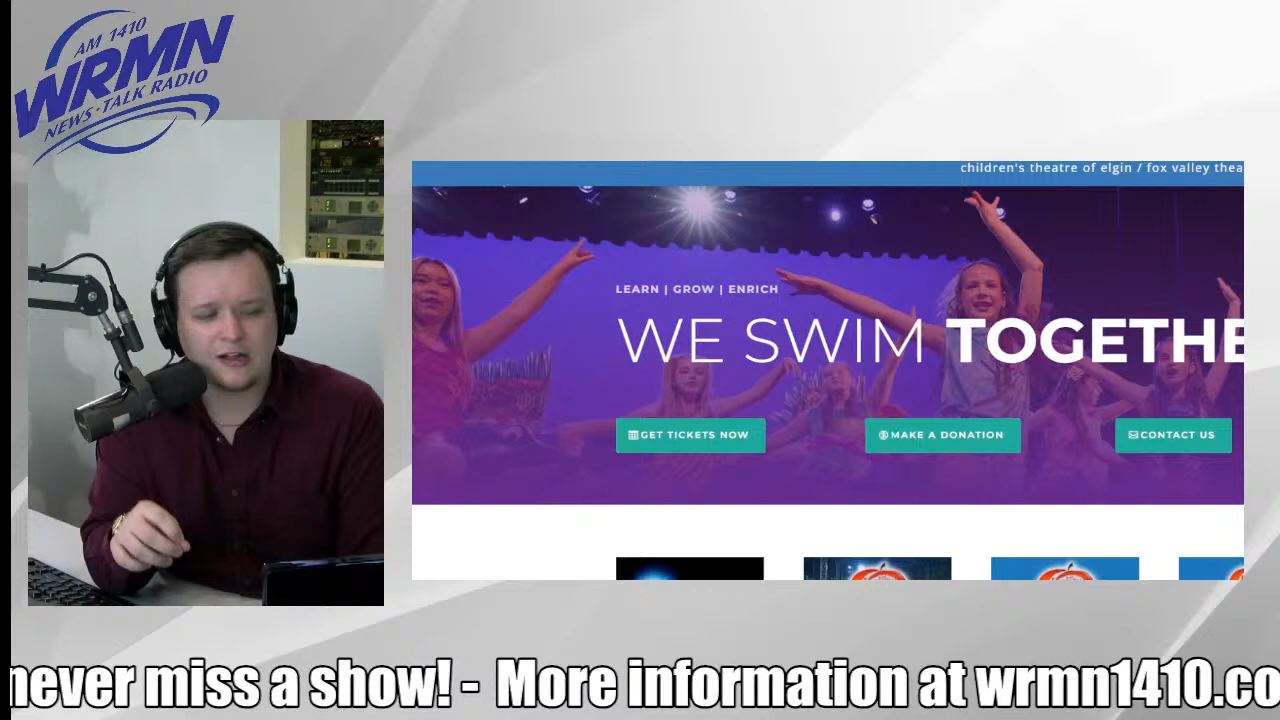 AM 1410
WRMN
NEWS·TALK RADIO
children's theatre of elgin / fox valley thea
LEARN | GROW | ENRICH
WE SWIM TOGETHE
GET TICKETS NOW
MAKE A DONATION
CONTACT US
never miss a show! - More information at wrmn1410.co